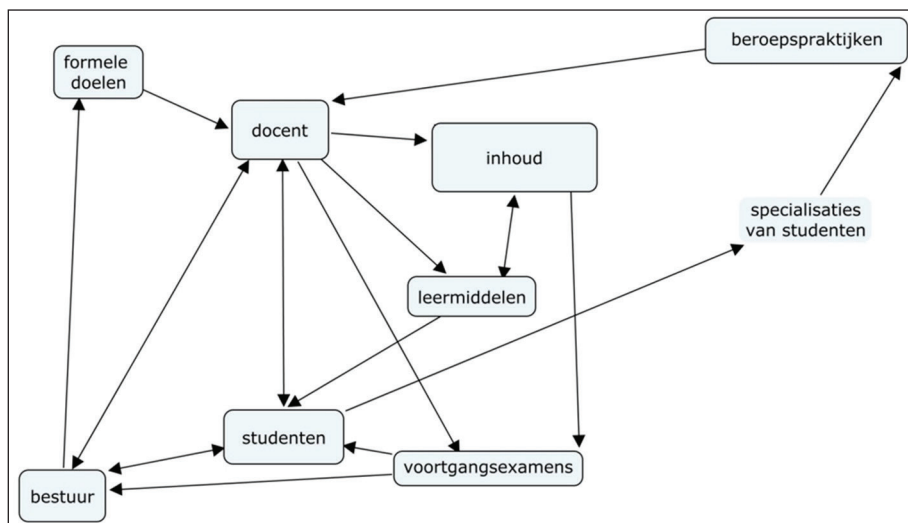 beroepspraktijken
formele
doelen
docent
inhoud
specialisaties
van studenten
leermiddelen
studenten
voortgangsexamens
bestuur